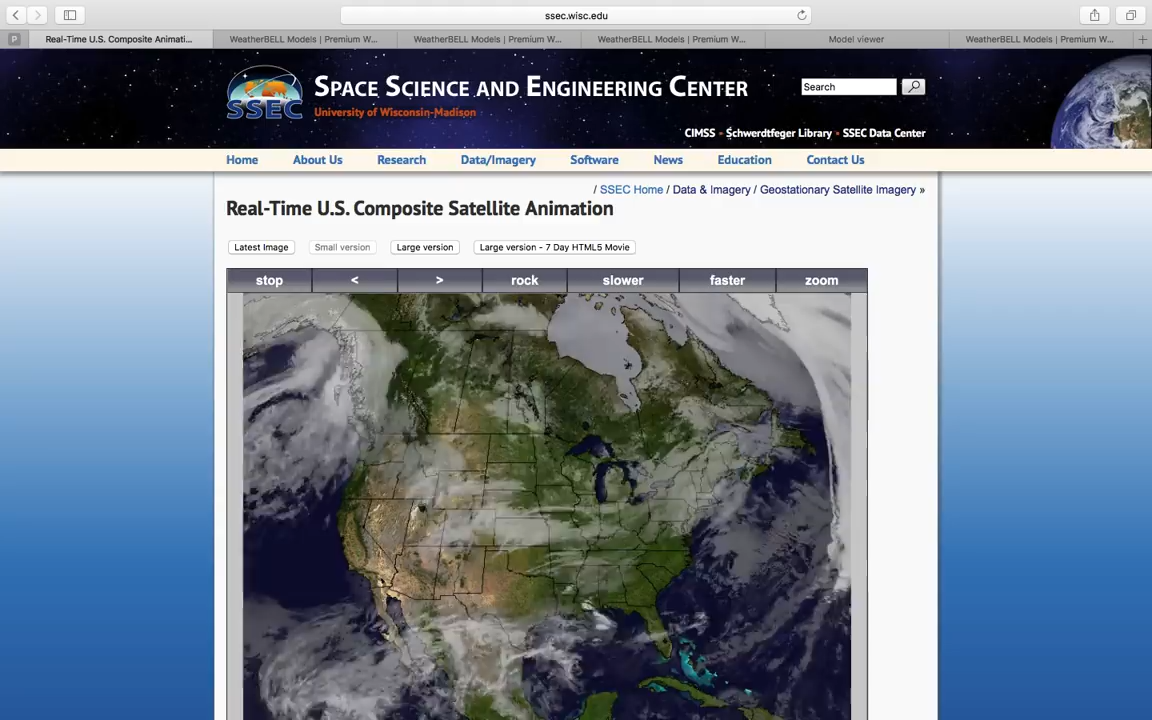 ssec.wisc.edu
P
Real-Time U.S. Composite Satellite Animati...
WeatherBELL Models | Premium W...
WeatherBELL Models | Premium W...
WeatherBELL Models | Premium W...
Model viewer
WeatherBELL Models | Premium W...
SSEC
SPACE SCIENCE AND ENGINEERING CENTER
University of Wisconsin-Madison
Search
CIMSS • Schwerdtfeger Library • SSEC Data Center
Home About Us Research Data/Imagery Software News Education Contact Us
/ SSEC Home / Data & Imagery / Geostationary Satellite Imagery »
Real-Time U.S. Composite Satellite Animation
Latest Image Small version Large version Large version - 7 Day HTML5 Movie
stop < > rock slower faster zoom